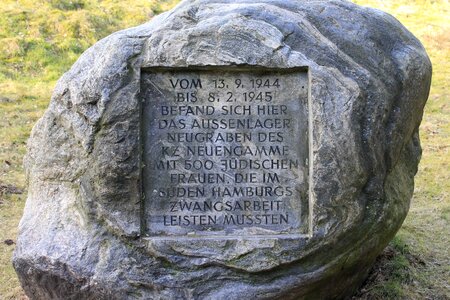 VOM 13. 9. 1944
BIS 8. 2. 1945
BEFAND SICH HIER
DAS AUSSENLAGER
NEUGRABEN DES
KZ NEUENGAMME
MIT 500 JÜDISCHEN
FRAUEN, DIE IM
SÜDEN HAMBURGS
ZWANGSARBEIT
LEISTEN MUSSTEN